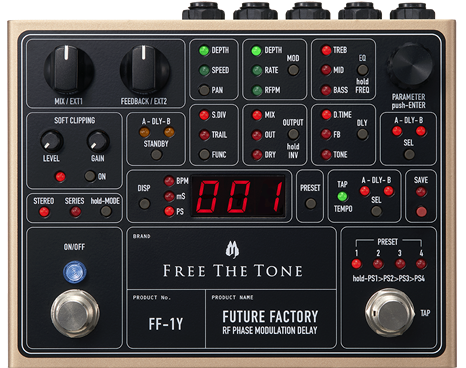 DEPTH
SPEED
PAN
DEPTH
RATE
RFPM
MOD
TREB
MID
BASS
EQ
hold
FREQ
MIX / EXT1
FEEDBACK / EXT2
PARAMETER
push-ENTER
SOFT CLIPPING
LEVEL
GAIN
ON
A - DLY - B
STANDBY
S.DIV
TRAIL
FUNC
MIX
OUT
DRY
OUTPUT
hold
INV
D.TIME
FB
TONE
DLY
A - DLY - B
SEL
STEREO
SERIES
hold-MODE
DISP
BPM
mS
PS
001
PRESET
TAP
TEMPO
A - DLY - B
SEL
SAVE
ON/OFF
BRAND
FREE THE TONE
PRODUCT No.
FF-1Y
PRODUCT NAME
FUTURE FACTORY
RF PHASE MODULATION DELAY
PRESET
1 2 3 4
hold-PS1>PS2>PS3>PS4
TAP